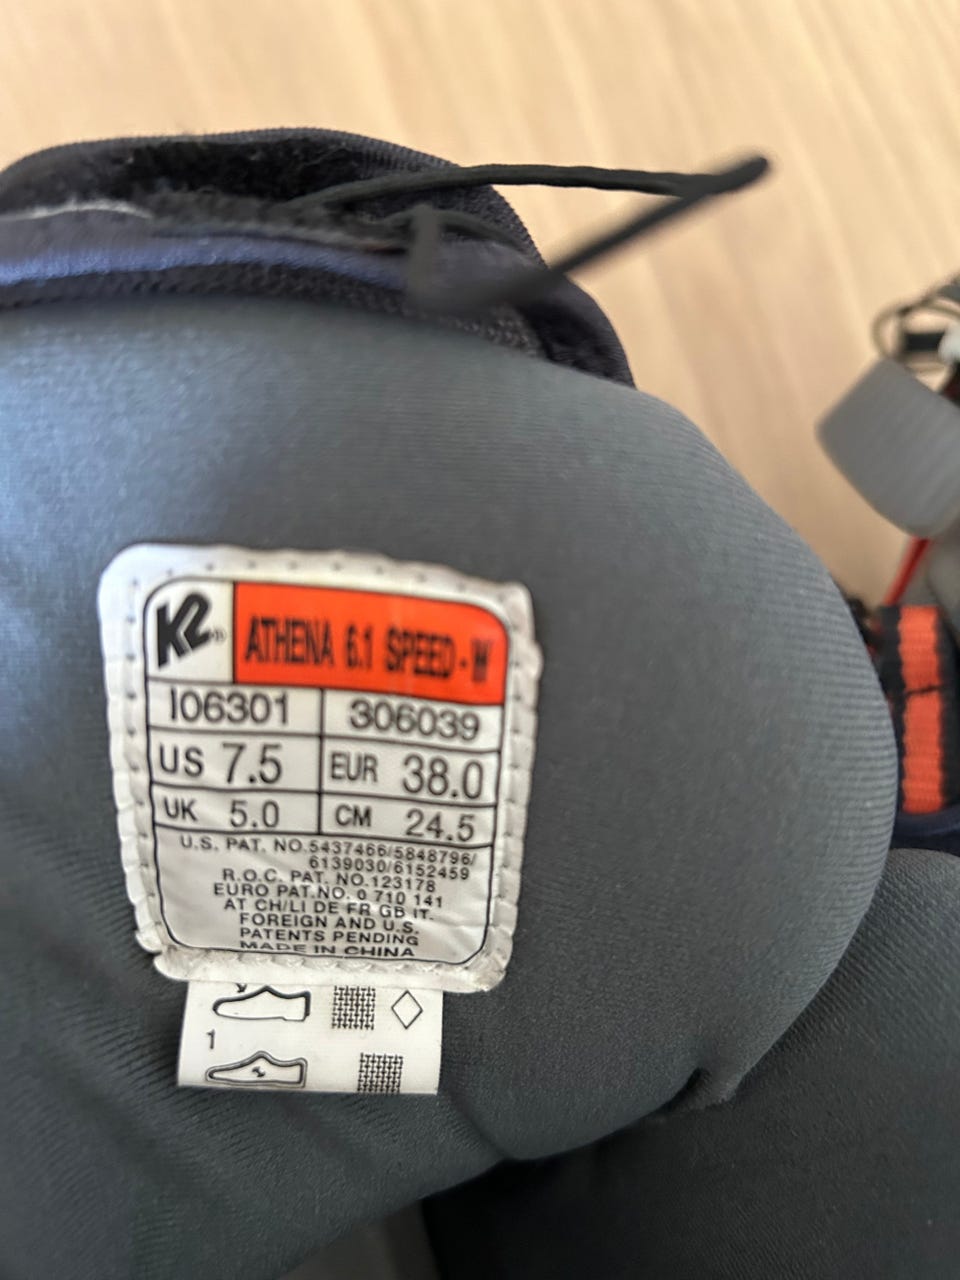 K2® ATHENA 6.1 SPEED - W
I06301 306039
US 7.5 EUR 38.0
UK 5.0 CM 24.5
U.S. PAT. NO.5437466/5848796/
6139030/6152459
R.O.C. PAT. NO.123178
EURO PAT.NO. 0 710 141
AT CH/LI DE FR GB IT.
FOREIGN AND U.S.
PATENTS PENDING
MADE IN CHINA
1